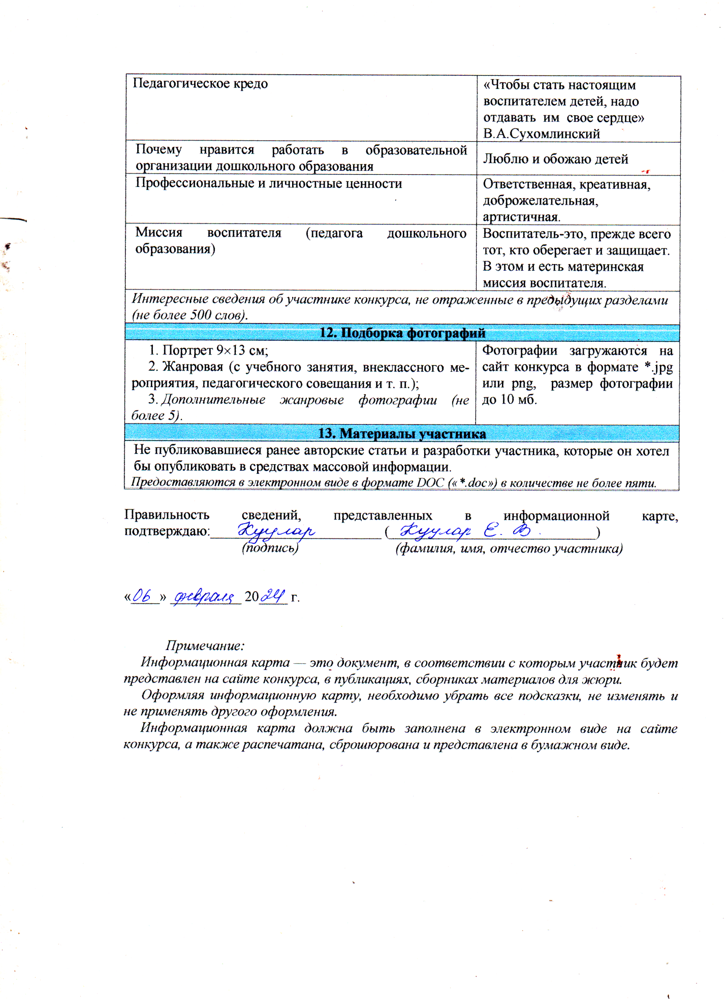 Педагогическое кредо
«Чтобы стать настоящим
воспитателем детей, надо
отдавать им свое сердце»
В.А.Сухомлинский
Почему нравится работать в образовательной
организации дошкольного образования
Люблю и обожаю детей
Профессиональные и личностные ценности
Ответственная, креативная,
доброжелательная,
артистичная.
Миссия воспитателя (педагога дошкольного
образования)
Воспитатель-это, прежде всего
тот, кто оберегает и защищает.
В этом и есть материнская
миссия воспитателя.
Интересные сведения об участнике конкурса, не отраженные в предыдущих разделами
(не более 500 слов).
12. Подборка фотографий
1. Портрет 9×13 см;
2. Жанровая (с учебного занятия, внеклассного ме-
роприятия, педагогического совещания и т. п.);
3. Дополнительные жанровые фотографии (не
более 5).
Фотографии загружаются на
сайт конкурса в формате *.jpg
или png, размер фотографии
до 10 мб.
13. Материалы участника
Не публиковавшиеся ранее авторские статьи и разработки участника, которые он хотел
бы опубликовать в средствах массовой информации.
Предоставляются в электронном виде в формате DOC («*.doc») в количестве не более пяти.
Правильность сведений, представленных в информационной карте,
подтверждаю: Куулар ( Куулар Е. В. )
(подпись) (фамилия, имя, отчество участника)
«06» февраля 2024 г.
Примечание:
Информационная карта — это документ, в соответствии с которым участник будет
представлен на сайте конкурса, в публикациях, сборниках материалов для жюри.
Оформляя информационную карту, необходимо убрать все подсказки, не изменять и
не применять другого оформления.
Информационная карта должна быть заполнена в электронном виде на сайте
конкурса, а также распечатана, сброшюрована и представлена в бумажном виде.